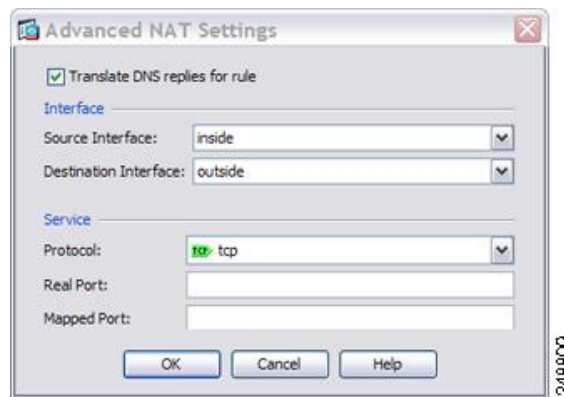 Advanced NAT Settings
Translate DNS replies for rule
Interface
Source Interface: inside
Destination Interface: outside
Service
Protocol: TCP tcp
Real Port:
Mapped Port:
OK Cancel Help